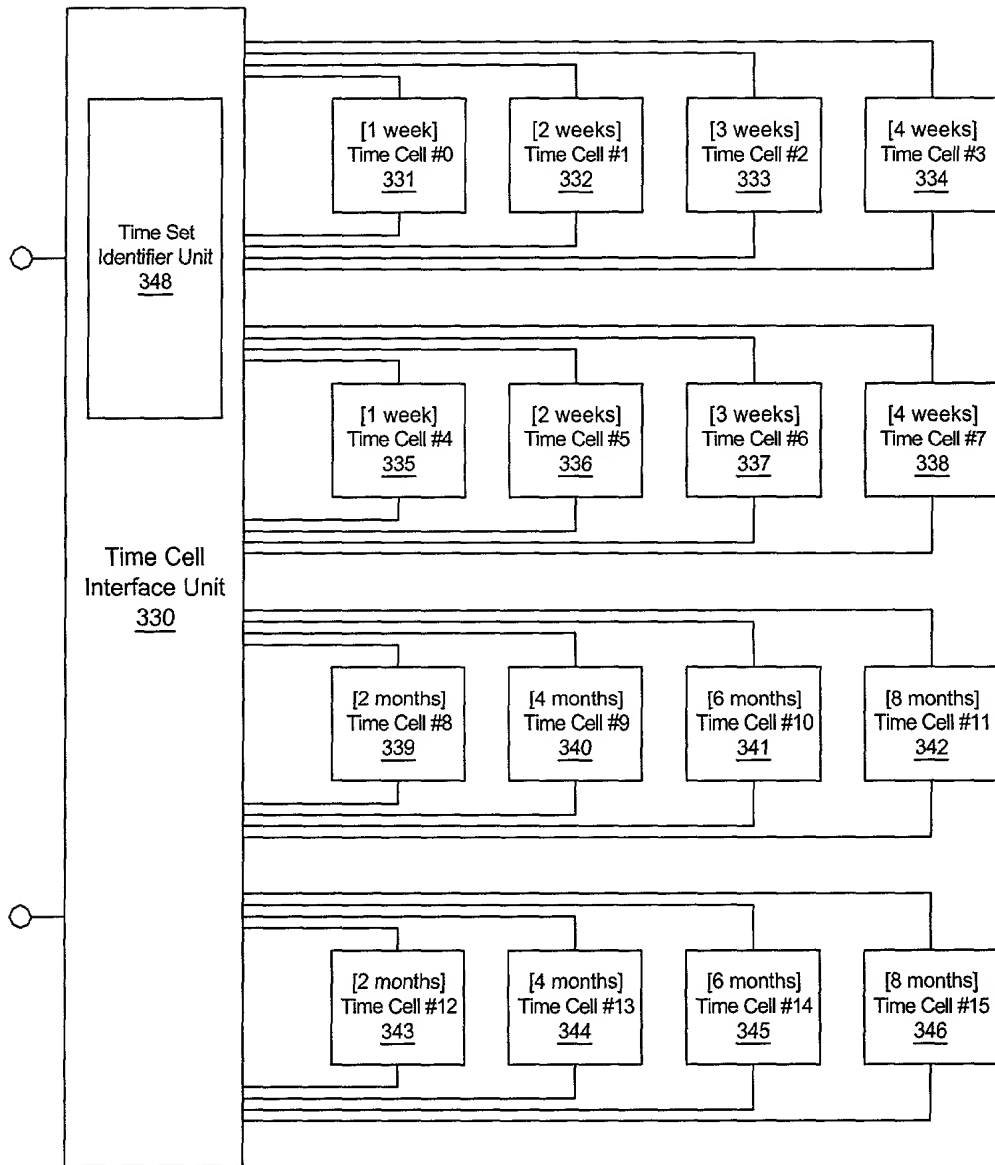 [1 week]
Time Cell #0
331
[2 weeks]
Time Cell #1
332
[3 weeks]
Time Cell #2
333
[4 weeks]
Time Cell #3
334
Time Set
Identifier Unit
348
[1 week]
Time Cell #4
335
[2 weeks]
Time Cell #5
336
[3 weeks]
Time Cell #6
337
[4 weeks]
Time Cell #7
338
Time Cell
Interface Unit
330
[2 months]
Time Cell #8
339
[4 months]
Time Cell #9
340
[6 months]
Time Cell #10
341
[8 months]
Time Cell #11
342
[2 months]
Time Cell #12
343
[4 months]
Time Cell #13
344
[6 months]
Time Cell #14
345
[8 months]
Time Cell #15
346